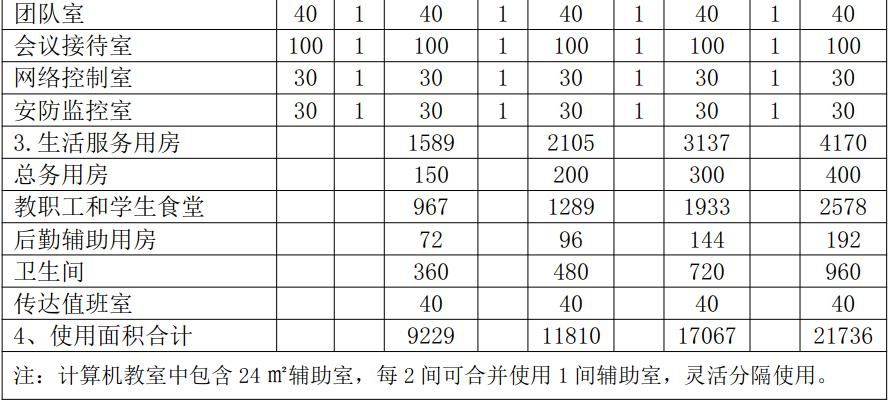 团队室 40 1 40 1 40 1 40 1 40
会议接待室 100 1 100 1 100 1 100 1 100
网络控制室 30 1 30 1 30 1 30 1 30
安防监控室 30 1 30 1 30 1 30 1 30
3.生活服务用房 1589 2105 3137 4170
总务用房 150 200 300 400
教职工和学生食堂 967 1289 1933 2578
后勤辅助用房 72 96 144 192
卫生间 360 480 720 960
传达值班室 40 40 40 40
4、使用面积合计 9229 11810 17067 21736
注：计算机教室中包含 24 ㎡辅助室，每 2 间可合并使用 1 间辅助室，灵活分隔使用。